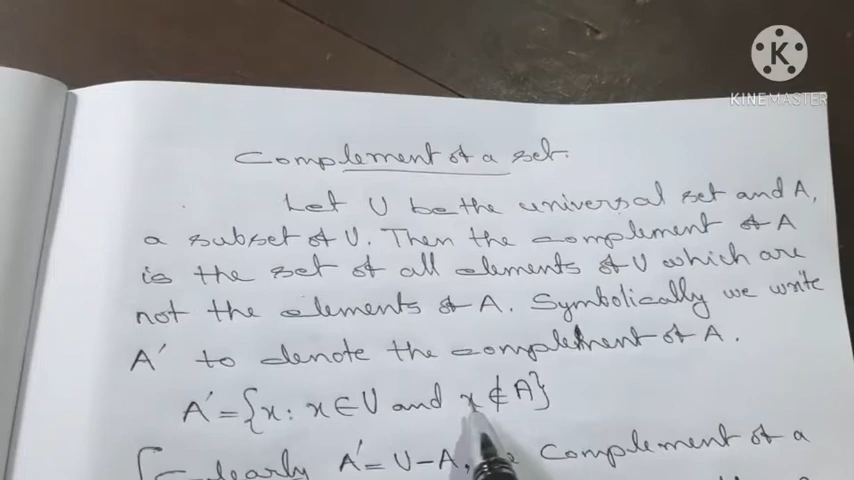 K
KINEMASTER
Complement of a set.
Let U be the universal set and A,
a subset of U. Then the complement of A
is the set of all elements of U which are
not the elements of A. Symbolically we write
A′ to denote the complement of A.
A′ = {x : x ∈ U and x ∉ A}
Clearly A′ = U - A, complement of a